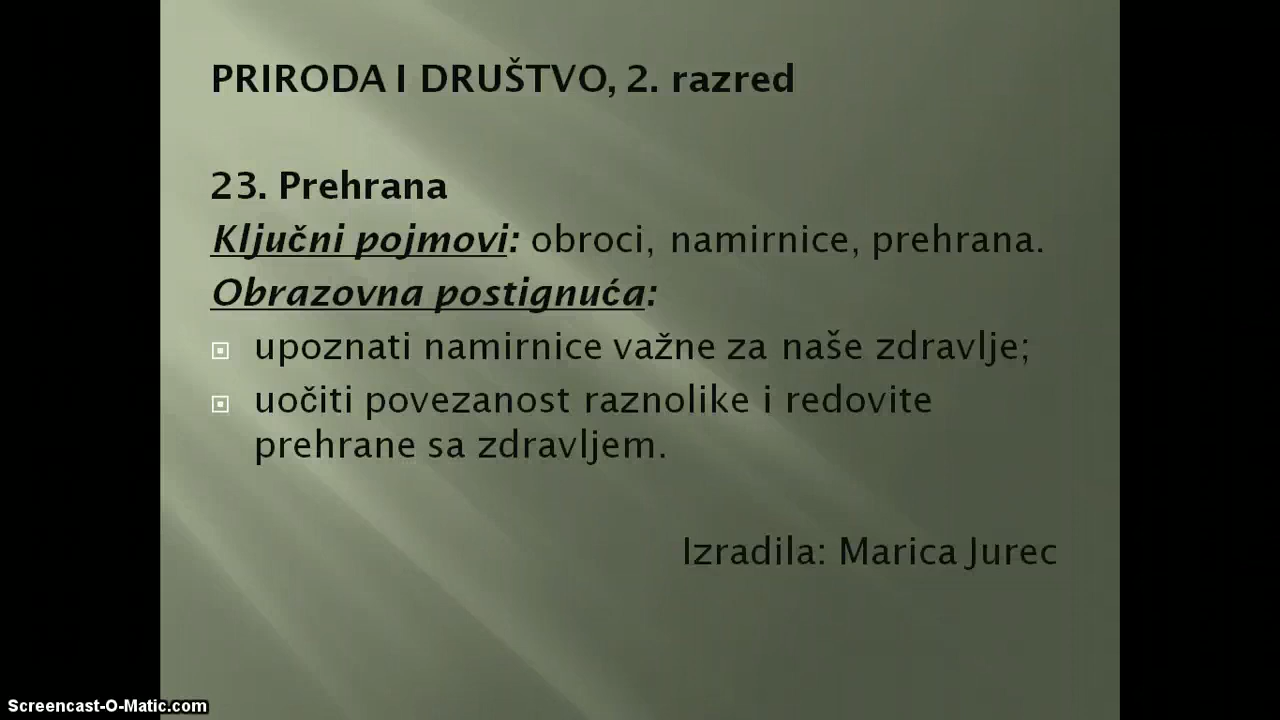 PRIRODA I DRUŠTVO, 2. razred
23. Prehrana
Ključni pojmovi: obroci, namirnice, prehrana.
Obrazovna postignuća:
upoznati namirnice važne za naše zdravlje;
uočiti povezanost raznolike i redovite
prehrane sa zdravljem.
Izradila: Marica Jurec
Screencast-O-Matic.com